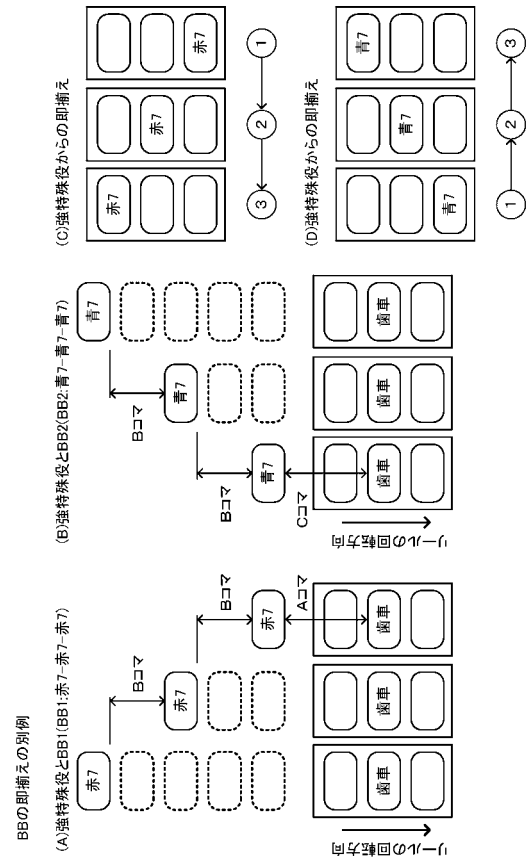 BBの即揃えの別例
(A)強特殊役とBB1(BB1:赤7-赤7-赤7)
赤7
Bコマ
赤7
Bコマ
赤7
Aコマ
リールの回転方向
歯車
歯車
歯車
(B)強特殊役とBB2(BB2:青7-青7-青7)
青7
Bコマ
青7
Bコマ
青7
Cコマ
リールの回転方向
歯車
歯車
歯車
(C)強特殊役からの即揃え
赤7
赤7
赤7
3
2
1
(D)強特殊役からの即揃え
青7
青7
青7
1
2
3